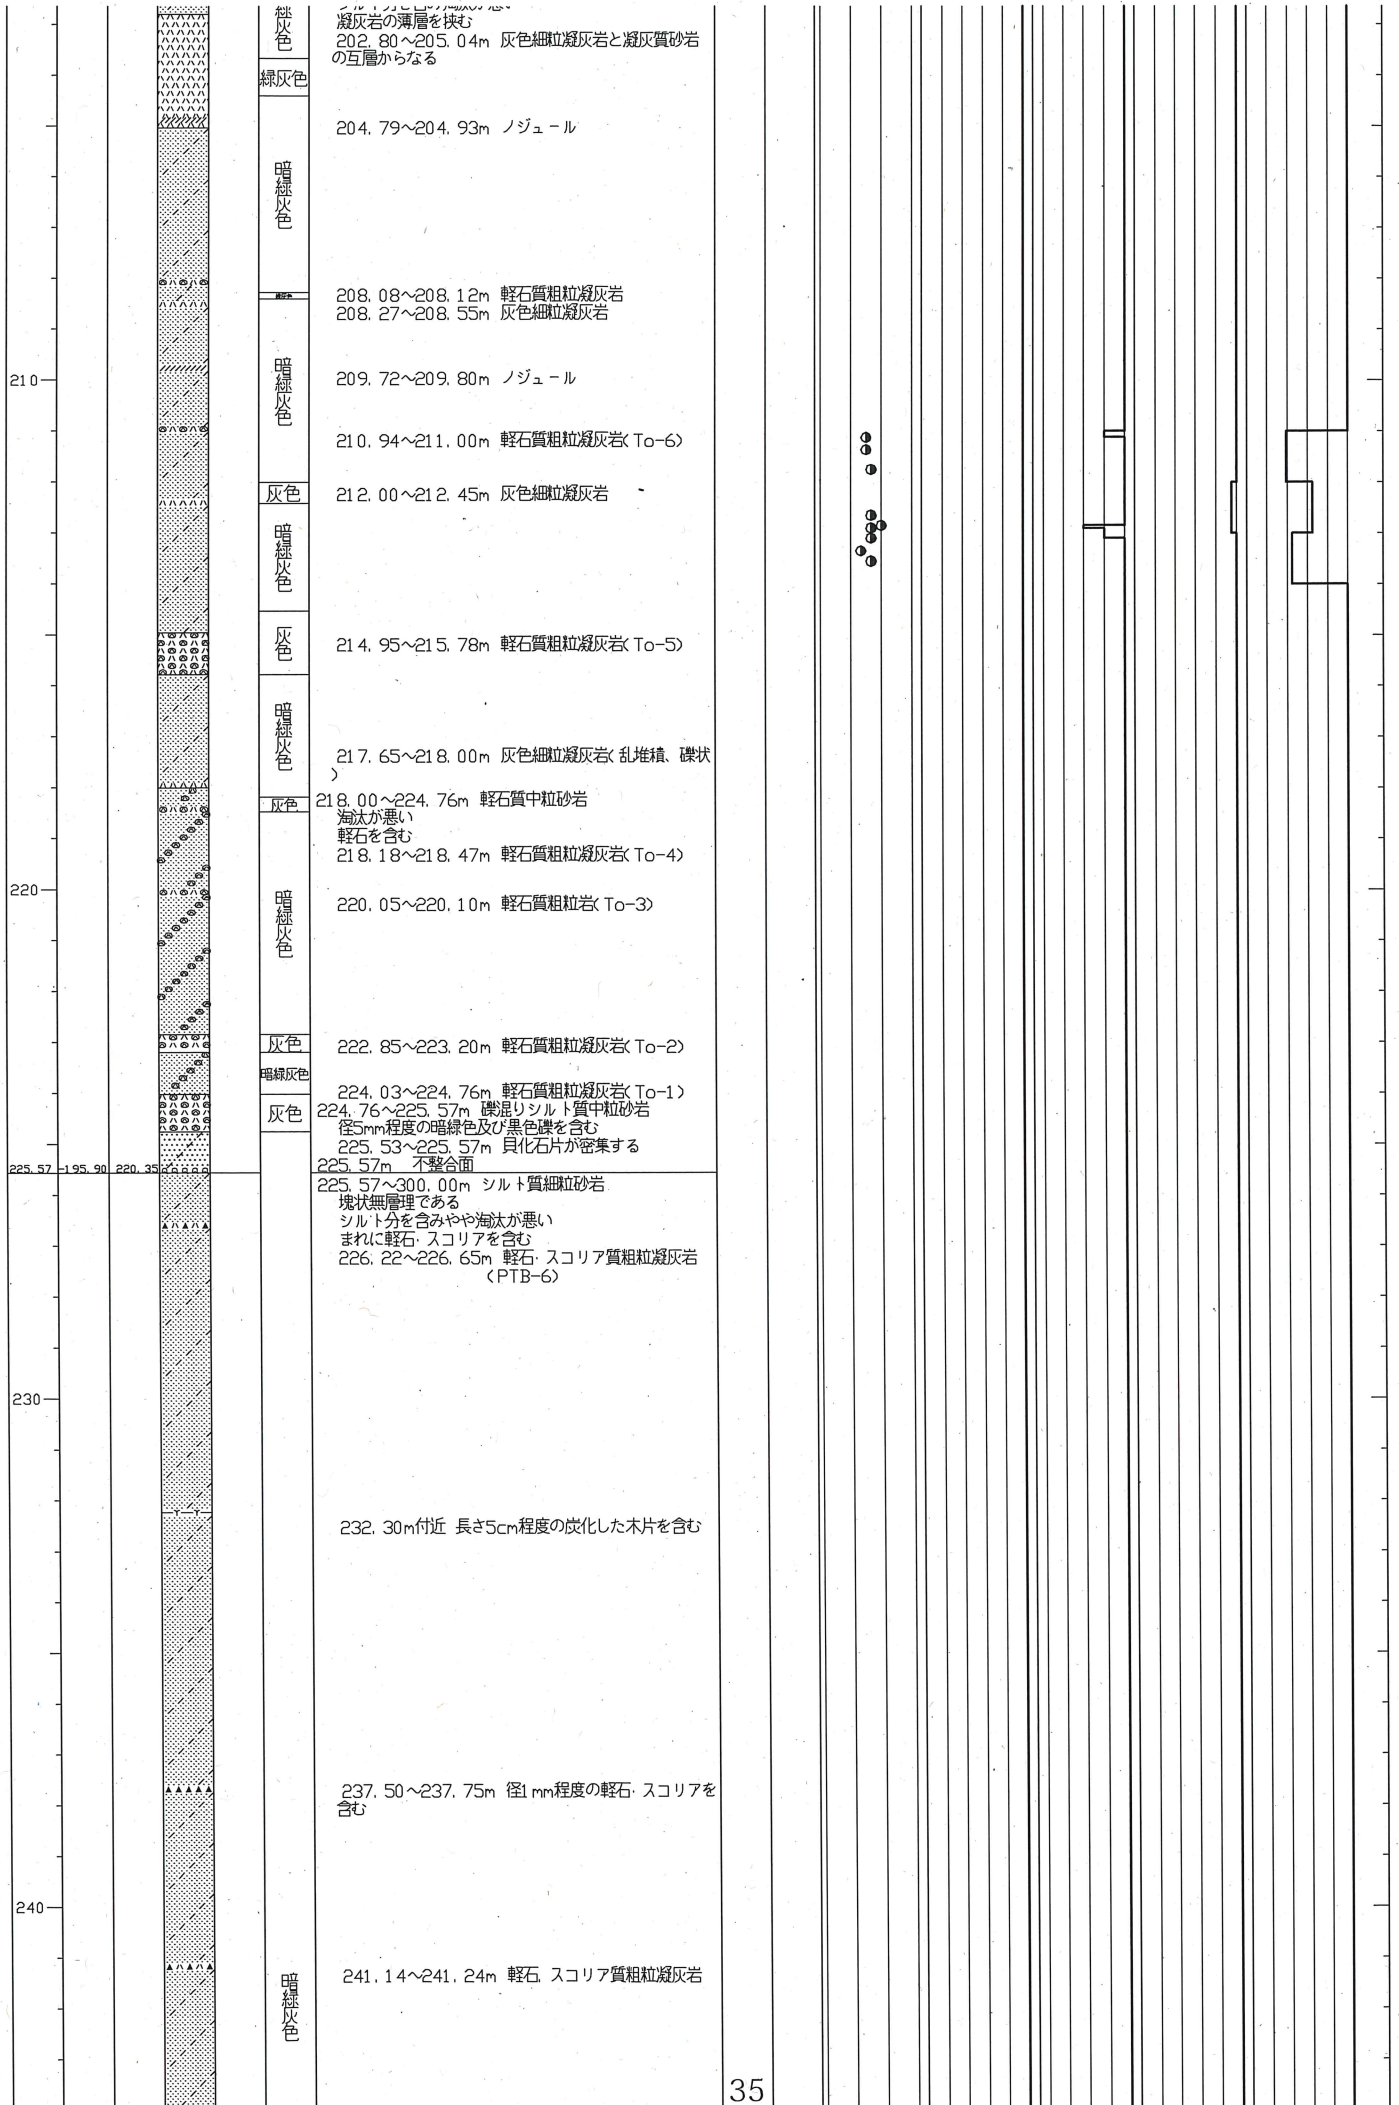 緑灰色
凝灰岩の薄層を挟む
202.80～205.04m 灰色細粒凝灰岩と凝灰質砂岩
の互層からなる
緑灰色
204.79～204.93m ノジュール
暗緑灰色
208.08～208.12m 軽石質粗粒凝灰岩
208.27～208.55m 灰色細粒凝灰岩
暗緑灰色
209.72～209.80m ノジュール
210
210.94～211.00m 軽石質粗粒凝灰岩(To-6)
灰色
212.00～212.45m 灰色細粒凝灰岩
暗緑灰色
灰色
214.95～215.78m 軽石質粗粒凝灰岩(To-5)
暗緑灰色
217.65～218.00m 灰色細粒凝灰岩(乱堆積、礫状
)
灰色
218.00～224.76m 軽石質中粒砂岩
淘汰が悪い
軽石を含む
218.18～218.47m 軽石質粗粒凝灰岩(To-4)
220
暗緑灰色
220.05～220.10m 軽石質粗粒岩(To-3)
灰色
222.85～223.20m 軽石質粗粒凝灰岩(To-2)
暗緑灰色
224.03～224.76m 軽石質粗粒凝灰岩(To-1)
灰色
224.76～225.57m 礫混りシルト質中粒砂岩
径5mm程度の暗緑色及び黒色礫を含む
225.53～225.57m 貝化石片が密集する
225.57m 不整合面
225.57 -195.90 220.35
225.57～300.00m シルト質細粒砂岩
塊状無層理である
シルト分を含みやや淘汰が悪い
まれに軽石・スコリアを含む
226.22～226.65m 軽石・スコリア質粗粒凝灰岩
(PTB-6)
230
232.30m付近 長さ5cm程度の炭化した木片を含む
237.50～237.75m 径1mm程度の軽石・スコリアを
含む
240
241.14～241.24m 軽石, スコリア質粗粒凝灰岩
暗緑灰色
35